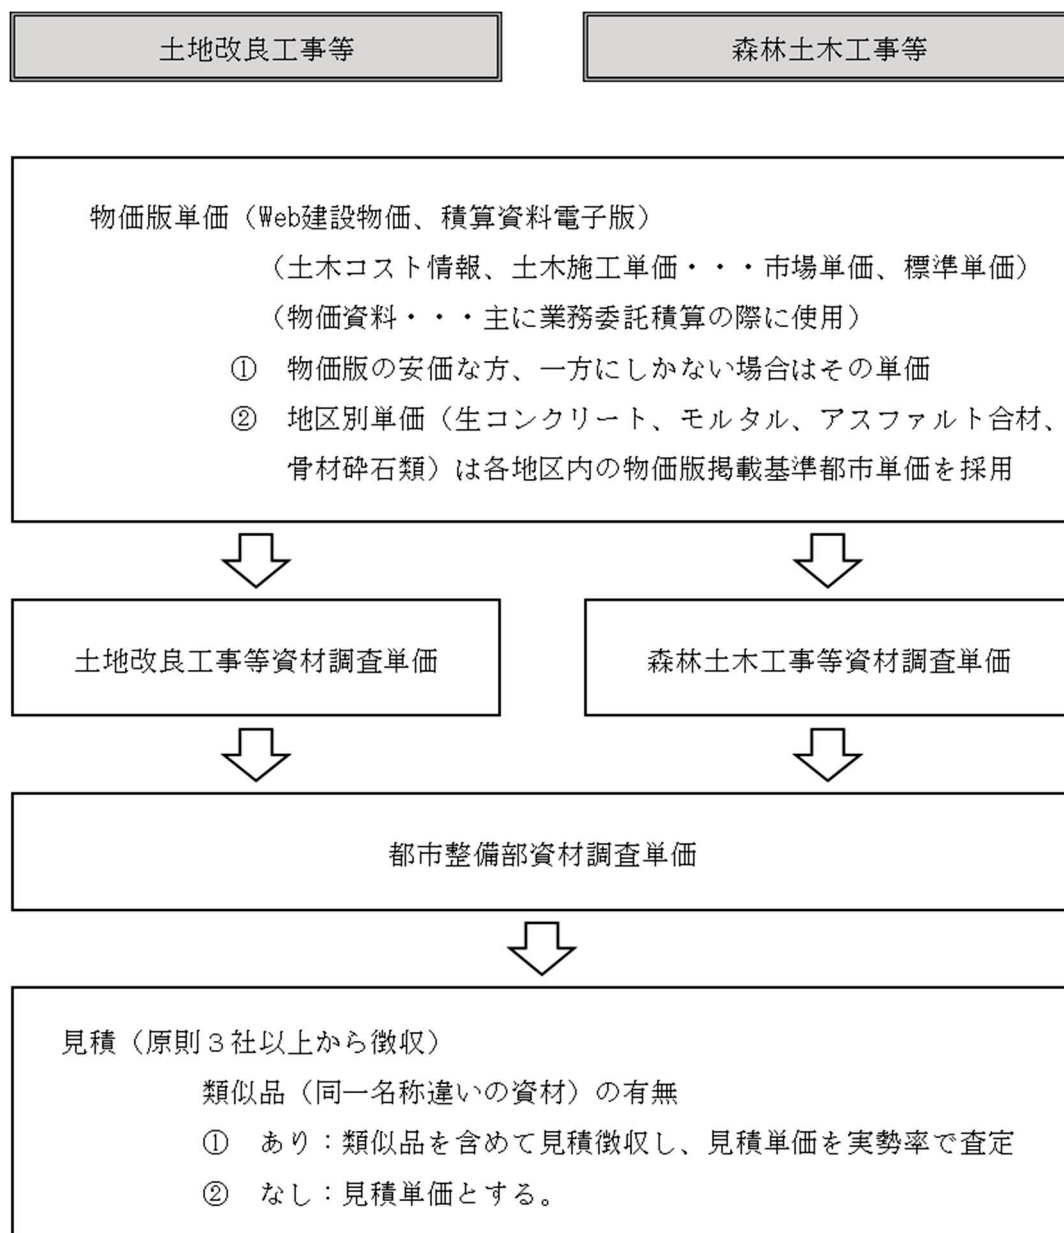 土地改良工事等
森林土木工事等
物価版単価（Web建設物価、積算資料電子版）
（土木コスト情報、土木施工単価・・・市場単価、標準単価）
（物価資料・・・主に業務委託積算の際に使用）
① 物価版の安価な方、一方にしかない場合はその単価
② 地区別単価（生コンクリート、モルタル、アスファルト合材、
骨材砕石類）は各地区内の物価版掲載基準都市単価を採用
土地改良工事等資材調査単価
森林土木工事等資材調査単価
都市整備部資材調査単価
見積（原則３社以上から徴収）
類似品（同一名称違いの資材）の有無
① あり：類似品を含めて見積徴収し、見積単価を実勢率で査定
② なし：見積単価とする。